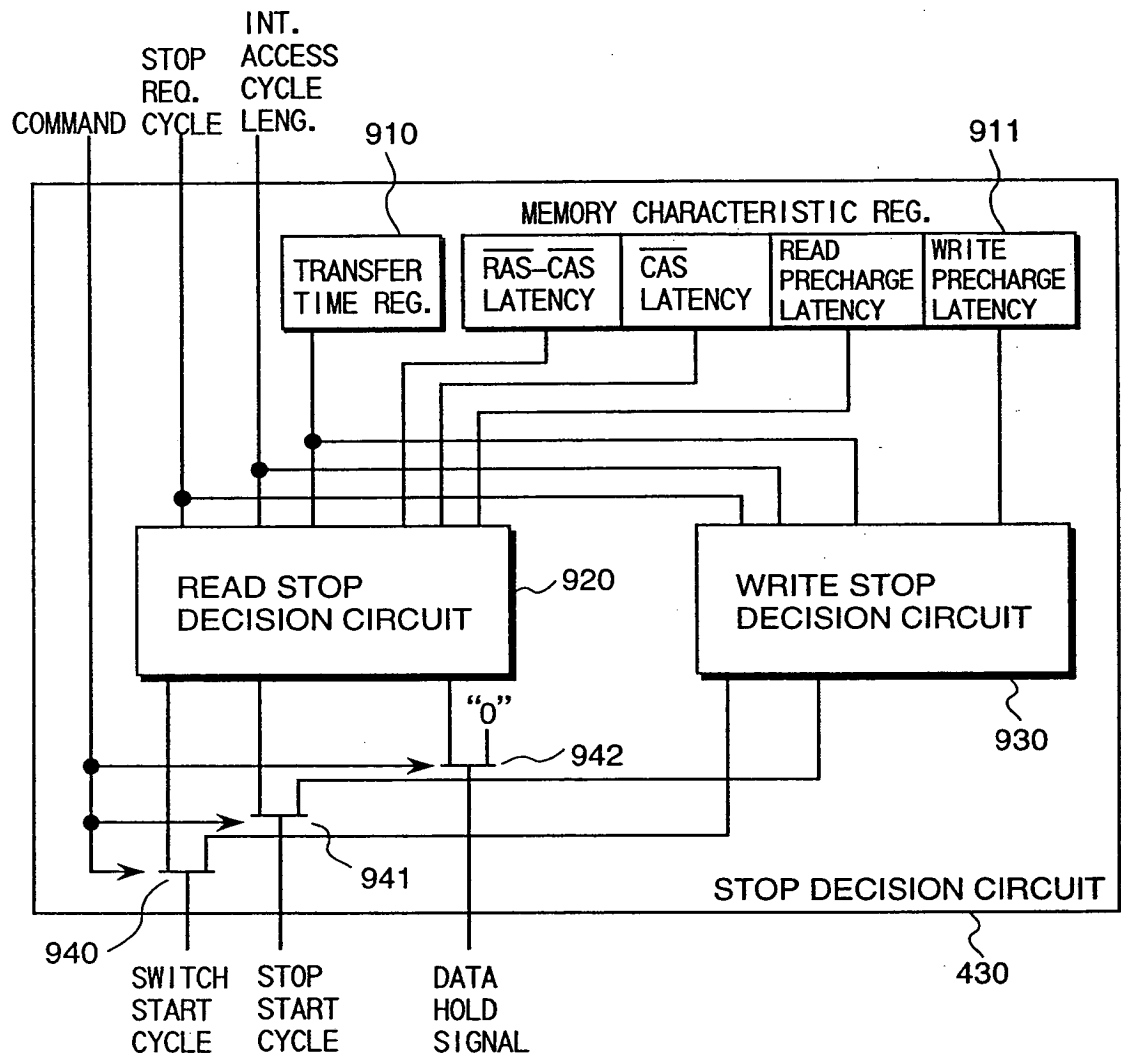 INT.
ACCESS
CYCLE
LENG.
STOP
REQ.
CYCLE
COMMAND
910
911
MEMORY CHARACTERISTIC REG.
TRANSFER
TIME REG.
RAS-CAS
LATENCY
CAS
LATENCY
READ
PRECHARGE
LATENCY
WRITE
PRECHARGE
LATENCY
READ STOP
DECISION CIRCUIT
920
WRITE STOP
DECISION CIRCUIT
930
"0"
942
941
940
STOP DECISION CIRCUIT
430
SWITCH
START
CYCLE
STOP
START
CYCLE
DATA
HOLD
SIGNAL